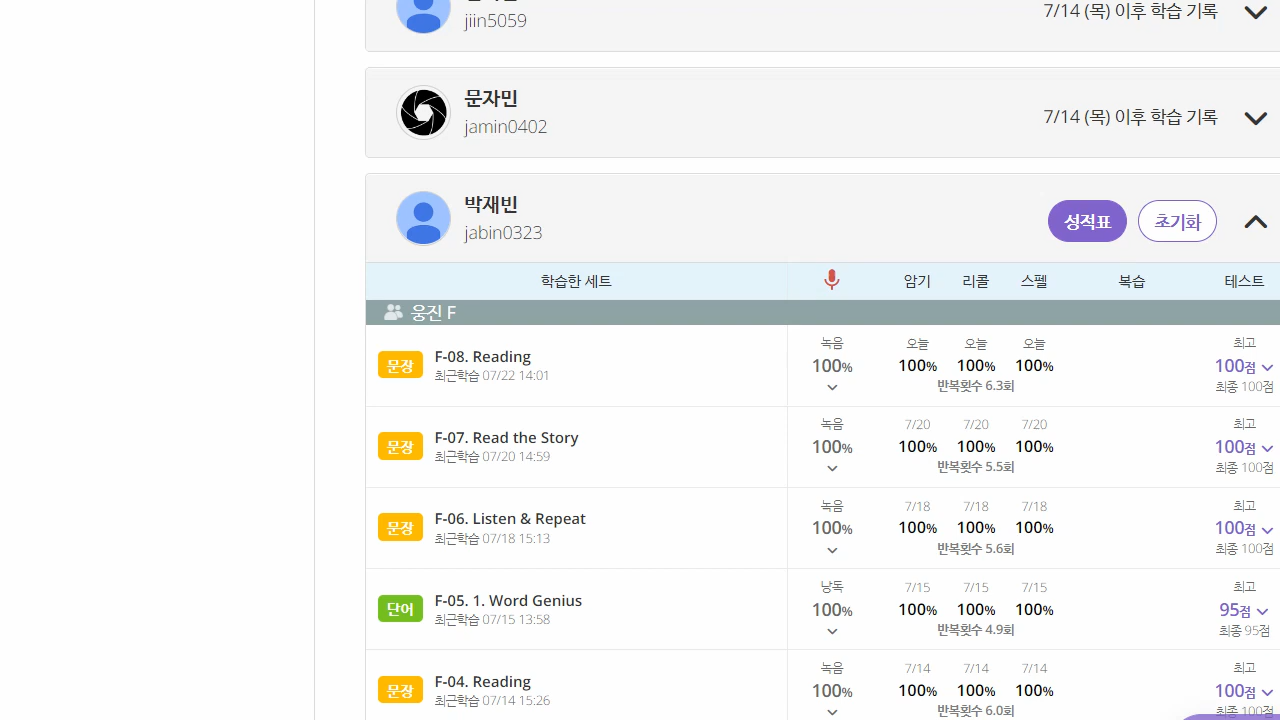 jiin5059
7/14 (목) 이후 학습 기록
문자민
jamin0402
7/14 (목) 이후 학습 기록
박재빈
jabin0323
성적표 초기화
학습한 세트 암기 리콜 스펠 복습 테스트
웅진 F
녹음 오늘 오늘 오늘 최고
문장 F-08. Reading 100% 100% 100% 100% 100점
최근학습 07/22 14:01 반복횟수 6.3회 최종 100점
녹음 7/20 7/20 7/20 최고
문장 F-07. Read the Story 100% 100% 100% 100% 100점
최근학습 07/20 14:59 반복횟수 5.5회 최종 100점
녹음 7/18 7/18 7/18 최고
문장 F-06. Listen & Repeat 100% 100% 100% 100% 100점
최근학습 07/18 15:13 반복횟수 5.6회 최종 100점
낭독 7/15 7/15 7/15 최고
단어 F-05. 1. Word Genius 100% 100% 100% 100% 95점
최근학습 07/15 13:58 반복횟수 4.9회 최종 95점
녹음 7/14 7/14 7/14 최고
문장 F-04. Reading 100% 100% 100% 100% 100점
최근학습 07/14 15:26 반복횟수 6.0회 최종 100점